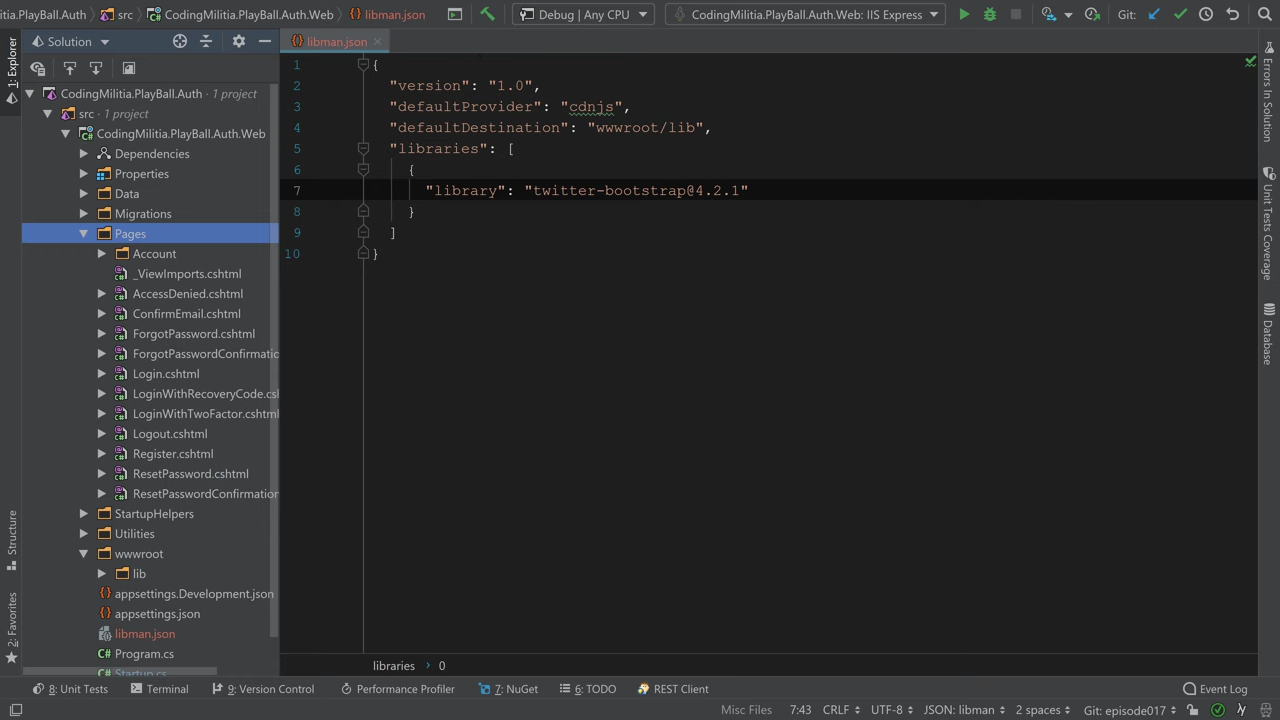 1.PlayBall.Auth
src
CodingMilitia.PlayBall.Auth.Web
libman.json
Debug | Any CPU
CodingMilitia.PlayBall.Auth.Web: IIS Express
Git:
1: Explorer
Solution
libman.json
CodingMilitia.PlayBall.Auth 1 project
src 1 project
CodingMilitia.PlayBall.Auth.Web
Dependencies
Properties
Data
Migrations
Pages
Account
_ViewImports.cshtml
AccessDenied.cshtml
ConfirmEmail.cshtml
ForgotPassword.cshtml
ForgotPasswordConfirmatio
Login.cshtml
LoginWithRecoveryCode.csh
LoginWithTwoFactor.cshtml
Logout.cshtml
Register.cshtml
ResetPassword.cshtml
ResetPasswordConfirmation
StartupHelpers
Utilities
wwwroot
lib
appsettings.Development.json
appsettings.json
libman.json
Program.cs
Startup.cs
Structure
2: Favorites
1 {
2 "version": "1.0",
3 "defaultProvider": "cdnjs",
4 "defaultDestination": "wwwroot/lib",
5 "libraries": [
6 {
7 "library": "twitter-bootstrap@4.2.1"
8 }
9 ]
10 }
libraries › 0
Errors In Solution
Unit Tests Coverage
Database
8: Unit Tests
Terminal
9: Version Control
Performance Profiler
7: NuGet
6: TODO
REST Client
Event Log
Misc Files
7:43
CRLF
UTF-8
JSON: libman
2 spaces
Git: episode017